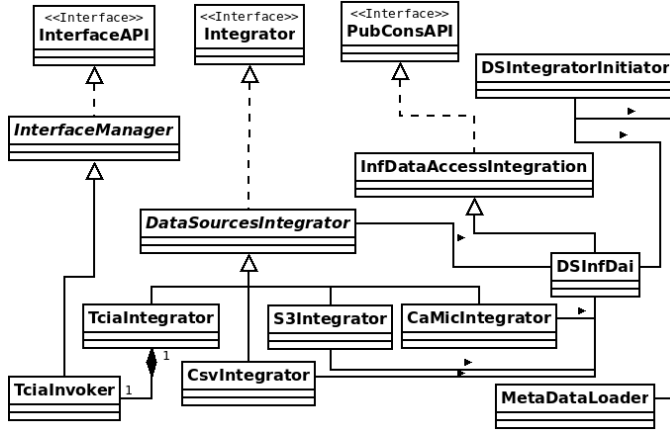 <<Interface>>
InterfaceAPI
<<Interface>>
Integrator
<<Interface>>
PubConsAPI
DSIntegratorInitiator
InterfaceManager
InfDataAccessIntegration
DataSourcesIntegrator
DSInfDai
TciaIntegrator
S3Integrator
CaMicIntegrator
1
CsvIntegrator
TciaInvoker
1
MetaDataLoader